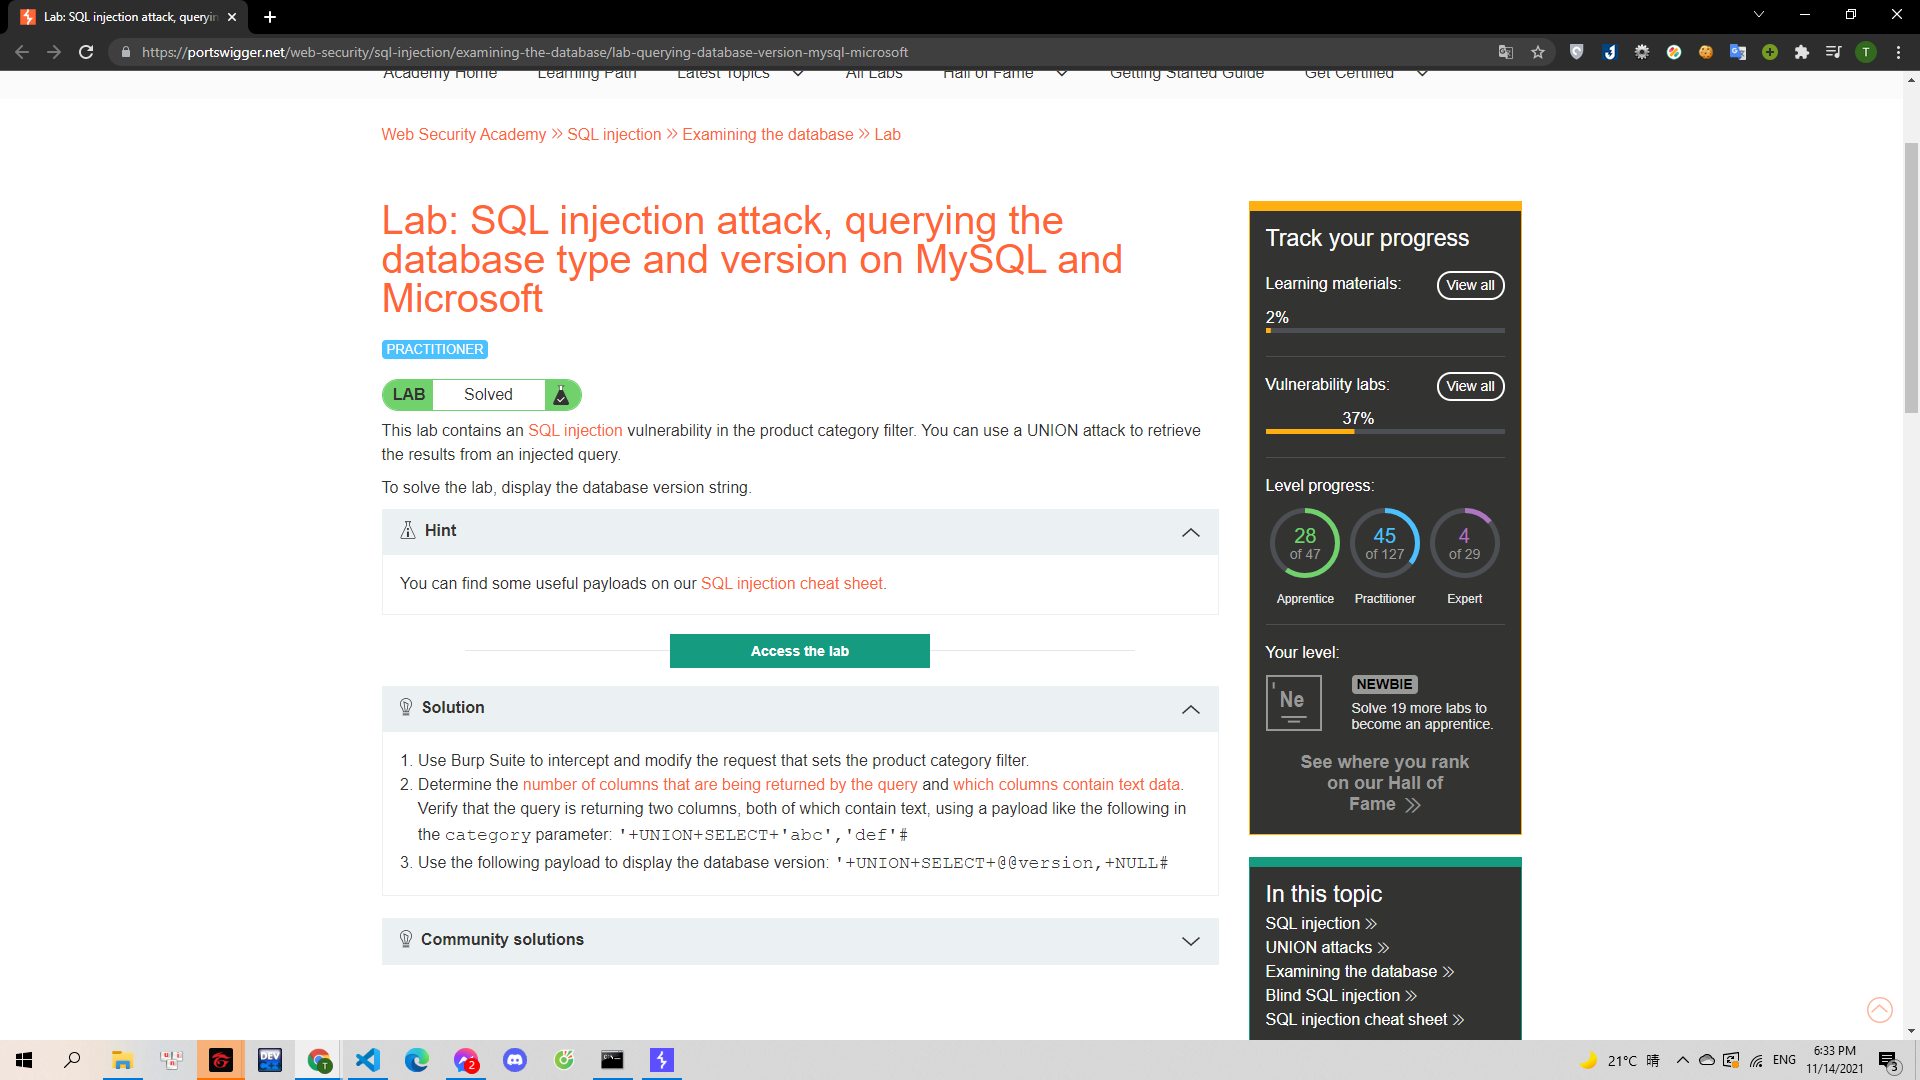 Lab: SQL injection attack, queryin
https://portswigger.net/web-security/sql-injection/examining-the-database/lab-querying-database-version-mysql-microsoft
T
Academy Home Learning Path Latest Topics All Labs Hall of Fame Getting Started Guide Get Certified
Web Security Academy >> SQL injection >> Examining the database >> Lab
Lab: SQL injection attack, querying the
database type and version on MySQL and
Microsoft
PRACTITIONER
LAB Solved
This lab contains an SQL injection vulnerability in the product category filter. You can use a UNION attack to retrieve
the results from an injected query.
To solve the lab, display the database version string.
Hint
You can find some useful payloads on our SQL injection cheat sheet.
Access the lab
Solution
1. Use Burp Suite to intercept and modify the request that sets the product category filter.
2. Determine the number of columns that are being returned by the query and which columns contain text data.
Verify that the query is returning two columns, both of which contain text, using a payload like the following in
the category parameter: '+UNION+SELECT+'abc','def'#
3. Use the following payload to display the database version: '+UNION+SELECT+@@version,+NULL#
Community solutions
Track your progress
Learning materials: View all
2%
Vulnerability labs: View all
37%
Level progress:
28 45 4
of 47 of 127 of 29
Apprentice Practitioner Expert
Your level:
Ne
NEWBIE
Solve 19 more labs to
become an apprentice.
See where you rank
on our Hall of
Fame >>
In this topic
SQL injection >>
UNION attacks >>
Examining the database >>
Blind SQL injection >>
SQL injection cheat sheet >>
DEV
T
2
21°C 晴
ENG
6:33 PM
11/14/2021
3